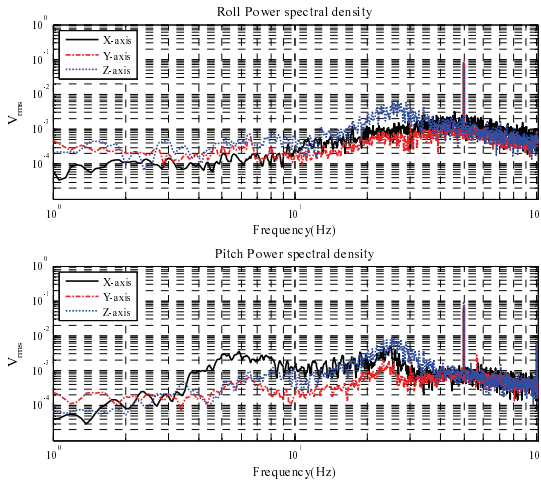 Roll Power spectral density
10^0
10^-1
10^-2
10^-3
10^-4
V_rms
X-axis
Y-axis
Z-axis
10^0
10^1
10
Frequency(Hz)
Pitch Power spectral density
10^0
10^-1
10^-2
10^-3
10^-4
V_rms
X-axis
Y-axis
Z-axis
10^0
10^1
10
Frequency(Hz)